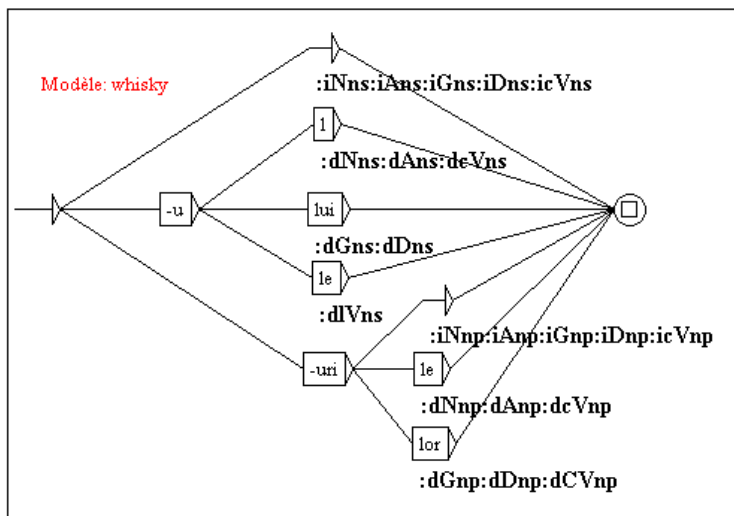 Modèle: whisky
:iNns:iAns:iGns:iDns:icVns
l
:dNns:dAns:dcVns
-u
lui
:dGns:dDns
le
:dlVns
:iNnp:iAnp:iGnp:iDnp:icVnp
-uri
le
:dNnp:dAnp:dcVnp
lor
:dGnp:dDnp:dCVnp